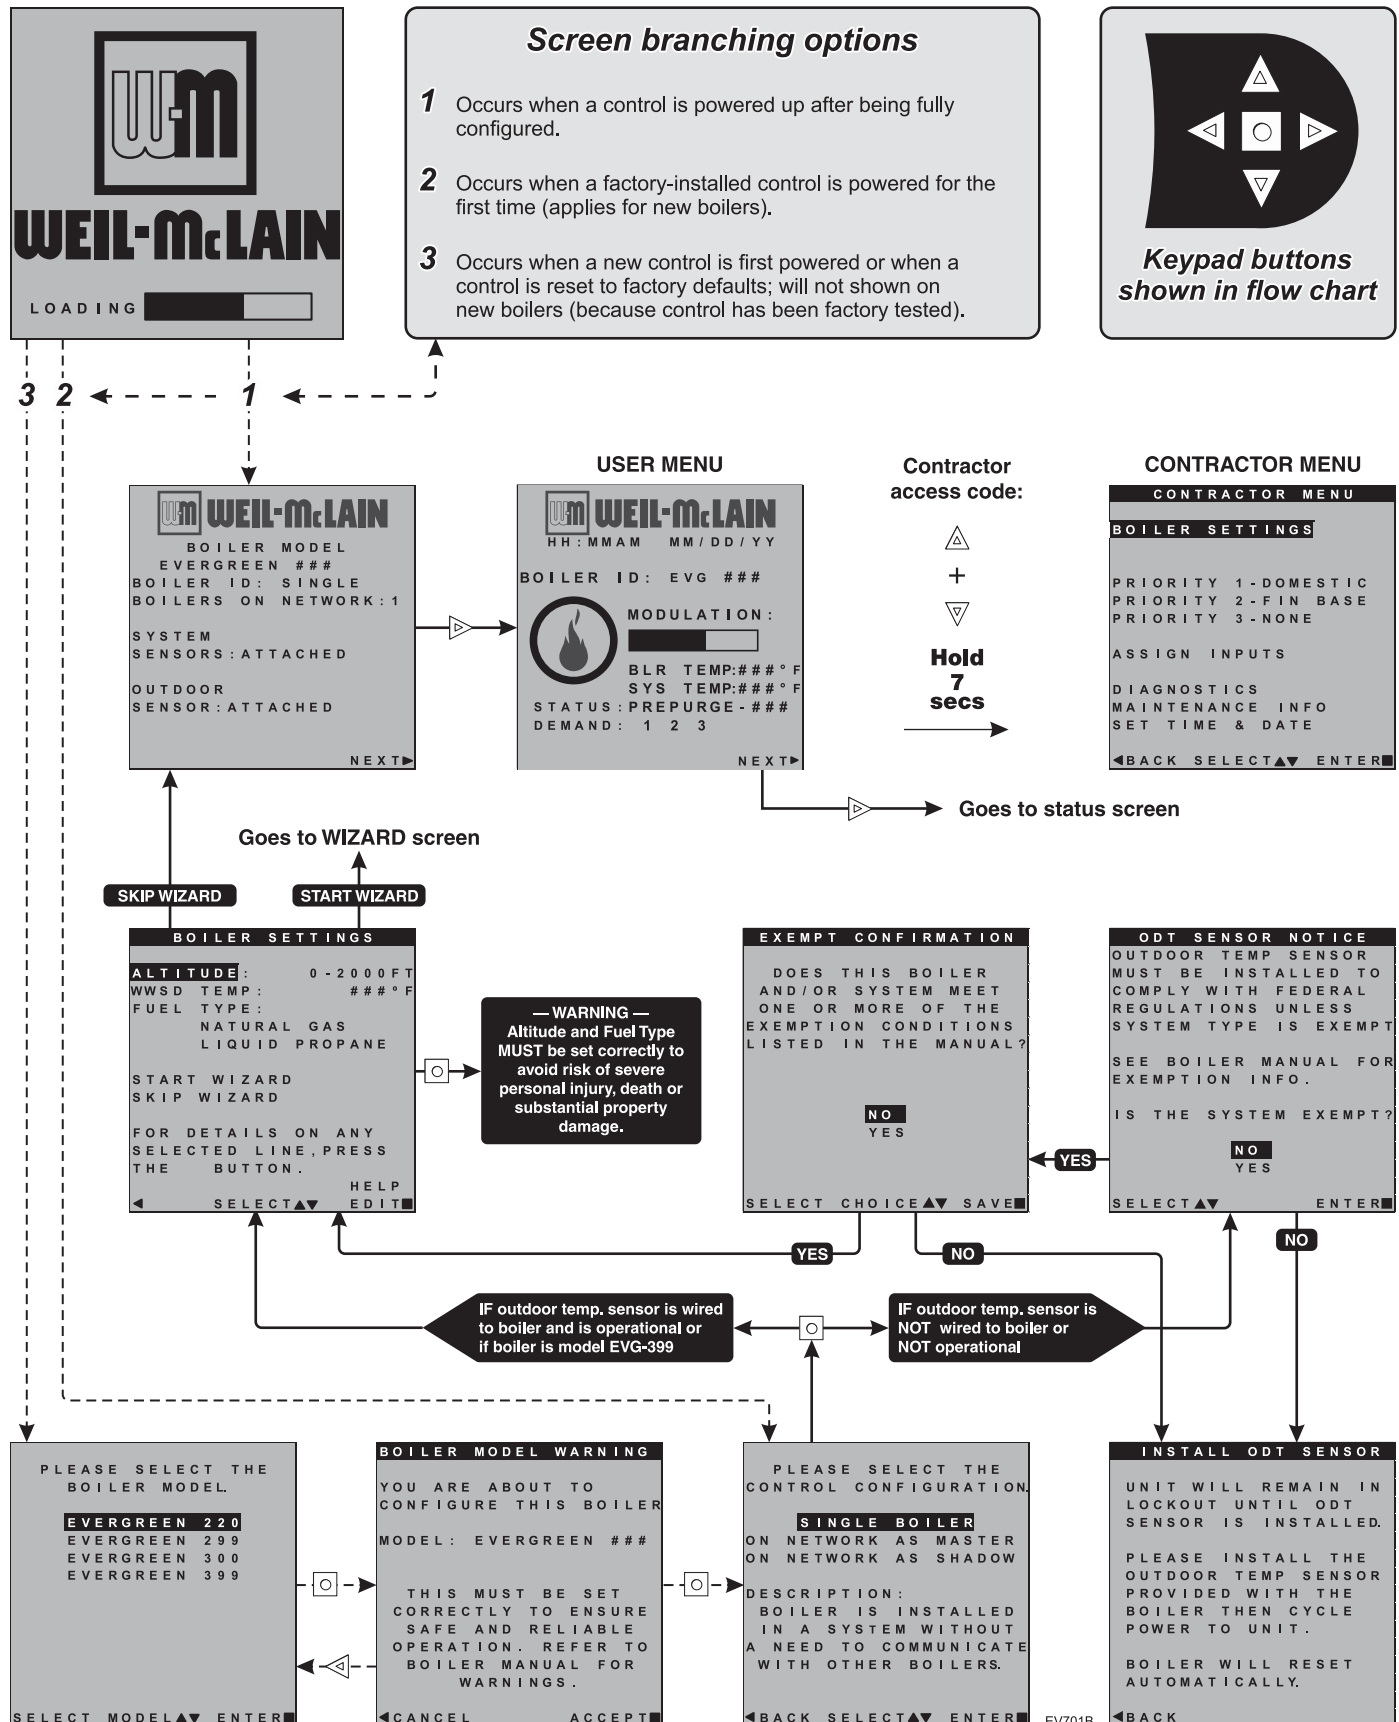 WM
WEIL-McLAIN
LOADING
Screen branching options
1 Occurs when a control is powered up after being fully
configured.
2 Occurs when a factory-installed control is powered for the
first time (applies for new boilers).
3 Occurs when a new control is first powered or when a
control is reset to factory defaults; will not shown on
new boilers (because control has been factory tested).
Keypad buttons
shown in flow chart
3 2 1
WM WEIL-McLAIN
BOILER MODEL
EVERGREEN ###
BOILER ID: SINGLE
BOILERS ON NETWORK:1
SYSTEM
SENSORS:ATTACHED
OUTDOOR
SENSOR:ATTACHED
NEXT▶
USER MENU
WM WEIL-McLAIN
HH:MMAM MM/DD/YY
BOILER ID: EVG ###
MODULATION:
BLR TEMP:###°F
SYS TEMP:###°F
STATUS:PREPURGE-###
DEMAND: 1 2 3
NEXT▶
Contractor
access code:
+
Hold
7
secs
CONTRACTOR MENU
CONTRACTOR MENU
BOILER SETTINGS
PRIORITY 1-DOMESTIC
PRIORITY 2-FIN BASE
PRIORITY 3-NONE
ASSIGN INPUTS
DIAGNOSTICS
MAINTENANCE INFO
SET TIME & DATE
◀BACK SELECT▲▼ ENTER■
Goes to status screen
Goes to WIZARD screen
SKIP WIZARD
START WIZARD
BOILER SETTINGS
ALTITUDE: 0-2000FT
WWSD TEMP: ###°F
FUEL TYPE:
NATURAL GAS
LIQUID PROPANE
START WIZARD
SKIP WIZARD
FOR DETAILS ON ANY
SELECTED LINE,PRESS
THE BUTTON.
HELP
◀ SELECT▲▼ EDIT■
— WARNING —
Altitude and Fuel Type
MUST be set correctly to
avoid risk of severe
personal injury, death or
substantial property
damage.
EXEMPT CONFIRMATION
DOES THIS BOILER
AND/OR SYSTEM MEET
ONE OR MORE OF THE
EXEMPTION CONDITIONS
LISTED IN THE MANUAL?
NO
YES
SELECT CHOICE▲▼ SAVE■
YES
ODT SENSOR NOTICE
OUTDOOR TEMP SENSOR
MUST BE INSTALLED TO
COMPLY WITH FEDERAL
REGULATIONS UNLESS
SYSTEM TYPE IS EXEMPT
SEE BOILER MANUAL FOR
EXEMPTION INFO.
IS THE SYSTEM EXEMPT?
NO
YES
SELECT▲▼ ENTER■
YES
NO
NO
IF outdoor temp. sensor is wired
to boiler and is operational or
if boiler is model EVG-399
IF outdoor temp. sensor is
NOT wired to boiler or
NOT operational
PLEASE SELECT THE
BOILER MODEL.
EVERGREEN 220
EVERGREEN 299
EVERGREEN 300
EVERGREEN 399
SELECT MODEL▲▼ ENTER■
BOILER MODEL WARNING
YOU ARE ABOUT TO
CONFIGURE THIS BOILER
MODEL: EVERGREEN ###
THIS MUST BE SET
CORRECTLY TO ENSURE
SAFE AND RELIABLE
OPERATION. REFER TO
BOILER MANUAL FOR
WARNINGS.
◀CANCEL ACCEPT■
PLEASE SELECT THE
CONTROL CONFIGURATION.
SINGLE BOILER
ON NETWORK AS MASTER
ON NETWORK AS SHADOW
DESCRIPTION:
BOILER IS INSTALLED
IN A SYSTEM WITHOUT
A NEED TO COMMUNICATE
WITH OTHER BOILERS.
◀BACK SELECT▲▼ ENTER■
EV701B
INSTALL ODT SENSOR
UNIT WILL REMAIN IN
LOCKOUT UNTIL ODT
SENSOR IS INSTALLED.
PLEASE INSTALL THE
OUTDOOR TEMP SENSOR
PROVIDED WITH THE
BOILER THEN CYCLE
POWER TO UNIT.
BOILER WILL RESET
AUTOMATICALLY.
◀BACK